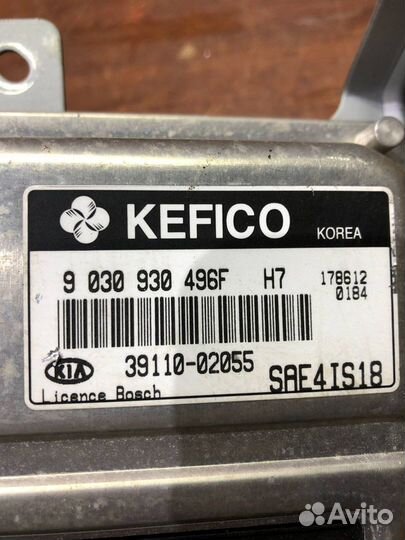 KEFICO KOREA
9 030 930 496F H7 178612
0184
39110-02055
KIA SAE4IS18
Licence Bosch
Avito